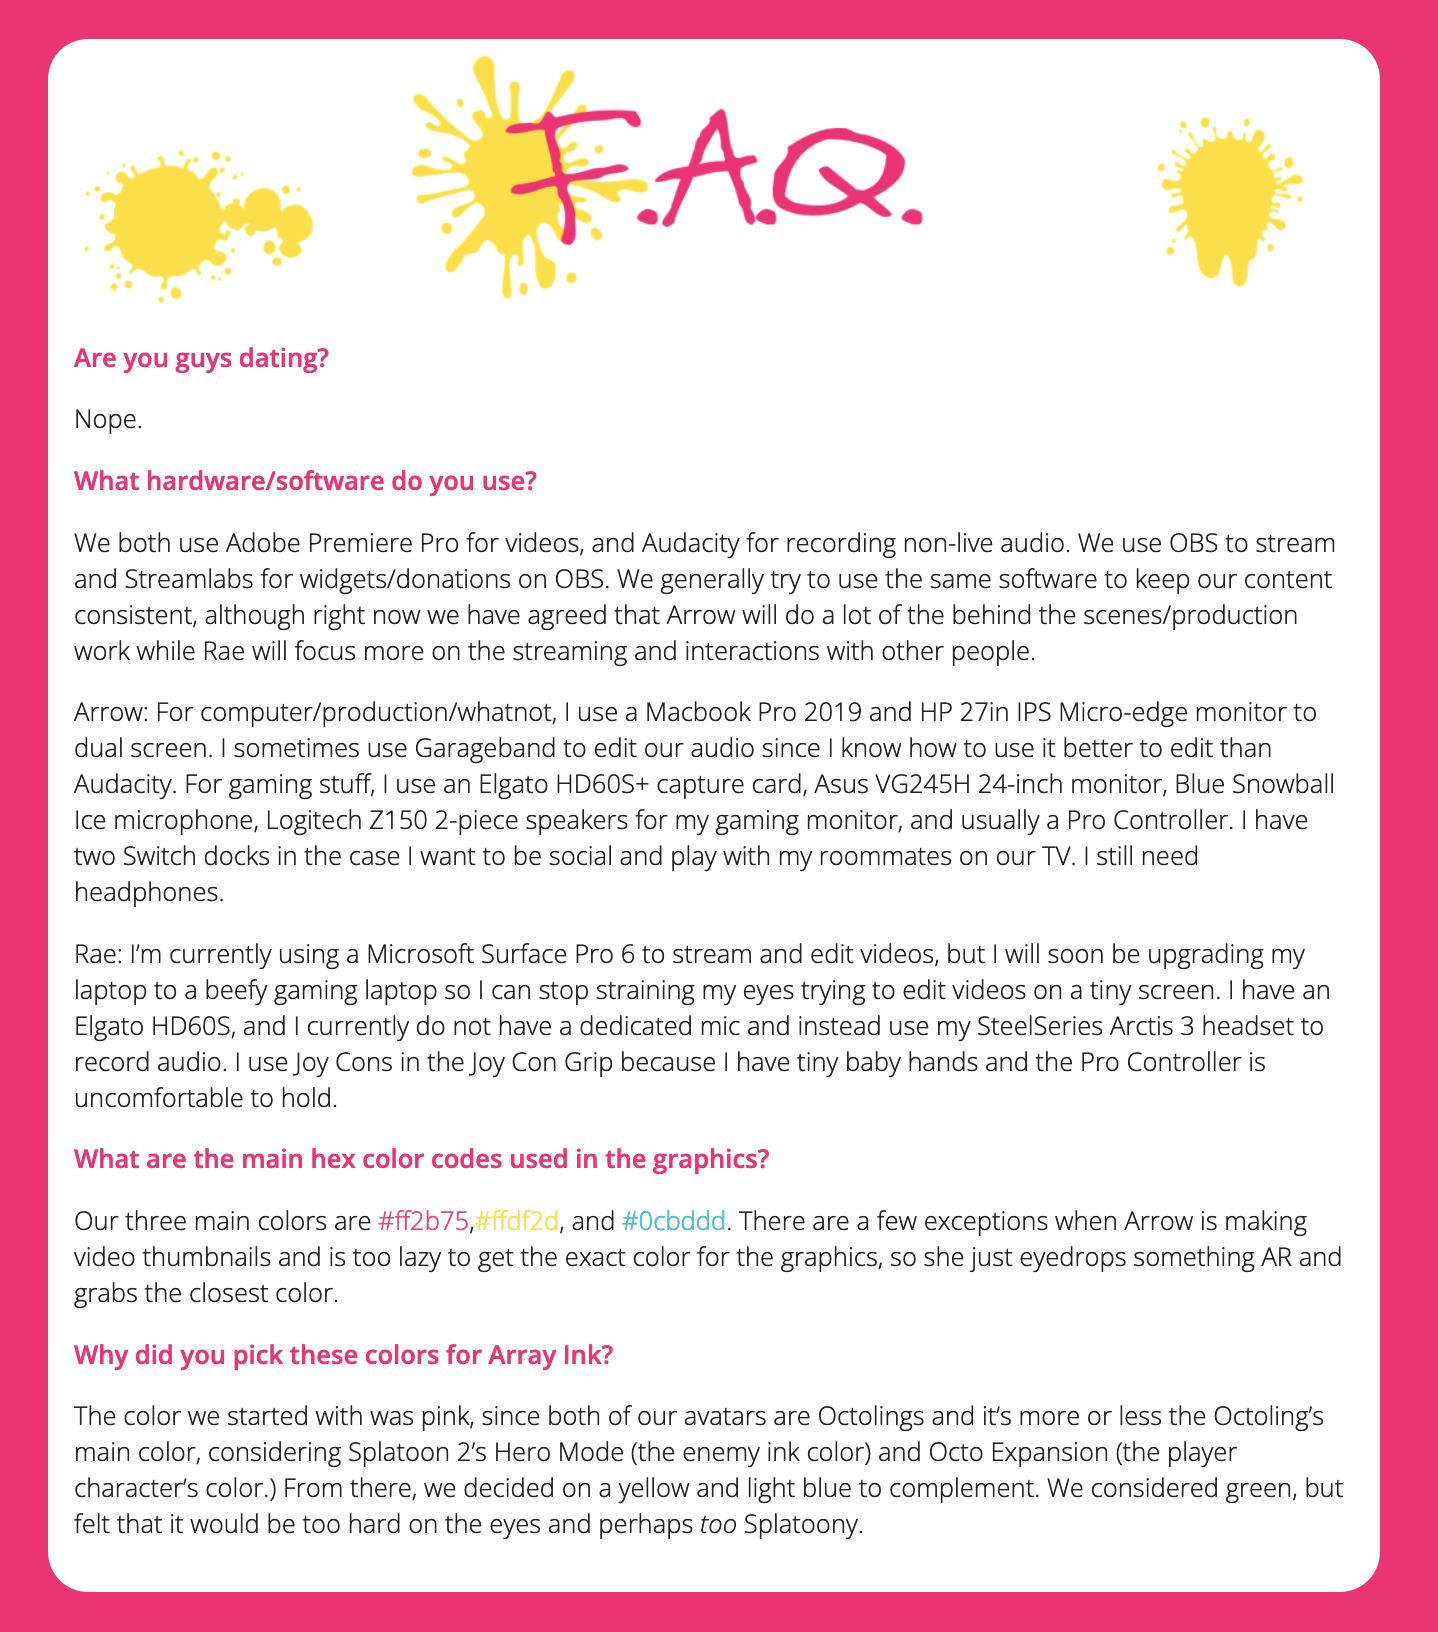 F.A.Q.
Are you guys dating?
Nope.
What hardware/software do you use?
We both use Adobe Premiere Pro for videos, and Audacity for recording non-live audio. We use OBS to stream
and Streamlabs for widgets/donations on OBS. We generally try to use the same software to keep our content
consistent, although right now we have agreed that Arrow will do a lot of the behind the scenes/production
work while Rae will focus more on the streaming and interactions with other people.
Arrow: For computer/production/whatnot, I use a Macbook Pro 2019 and HP 27in IPS Micro-edge monitor to
dual screen. I sometimes use Garageband to edit our audio since I know how to use it better to edit than
Audacity. For gaming stuff, I use an Elgato HD60S+ capture card, Asus VG245H 24-inch monitor, Blue Snowball
Ice microphone, Logitech Z150 2-piece speakers for my gaming monitor, and usually a Pro Controller. I have
two Switch docks in the case I want to be social and play with my roommates on our TV. I still need
headphones.
Rae: I’m currently using a Microsoft Surface Pro 6 to stream and edit videos, but I will soon be upgrading my
laptop to a beefy gaming laptop so I can stop straining my eyes trying to edit videos on a tiny screen. I have an
Elgato HD60S, and I currently do not have a dedicated mic and instead use my SteelSeries Arctis 3 headset to
record audio. I use Joy Cons in the Joy Con Grip because I have tiny baby hands and the Pro Controller is
uncomfortable to hold.
What are the main hex color codes used in the graphics?
Our three main colors are #ff2b75,#ffdf2d, and #0cbddd. There are a few exceptions when Arrow is making
video thumbnails and is too lazy to get the exact color for the graphics, so she just eyedrops something AR and
grabs the closest color.
Why did you pick these colors for Array Ink?
The color we started with was pink, since both of our avatars are Octolings and it’s more or less the Octoling’s
main color, considering Splatoon 2’s Hero Mode (the enemy ink color) and Octo Expansion (the player
character’s color.) From there, we decided on a yellow and light blue to complement. We considered green, but
felt that it would be too hard on the eyes and perhaps too Splatoony.